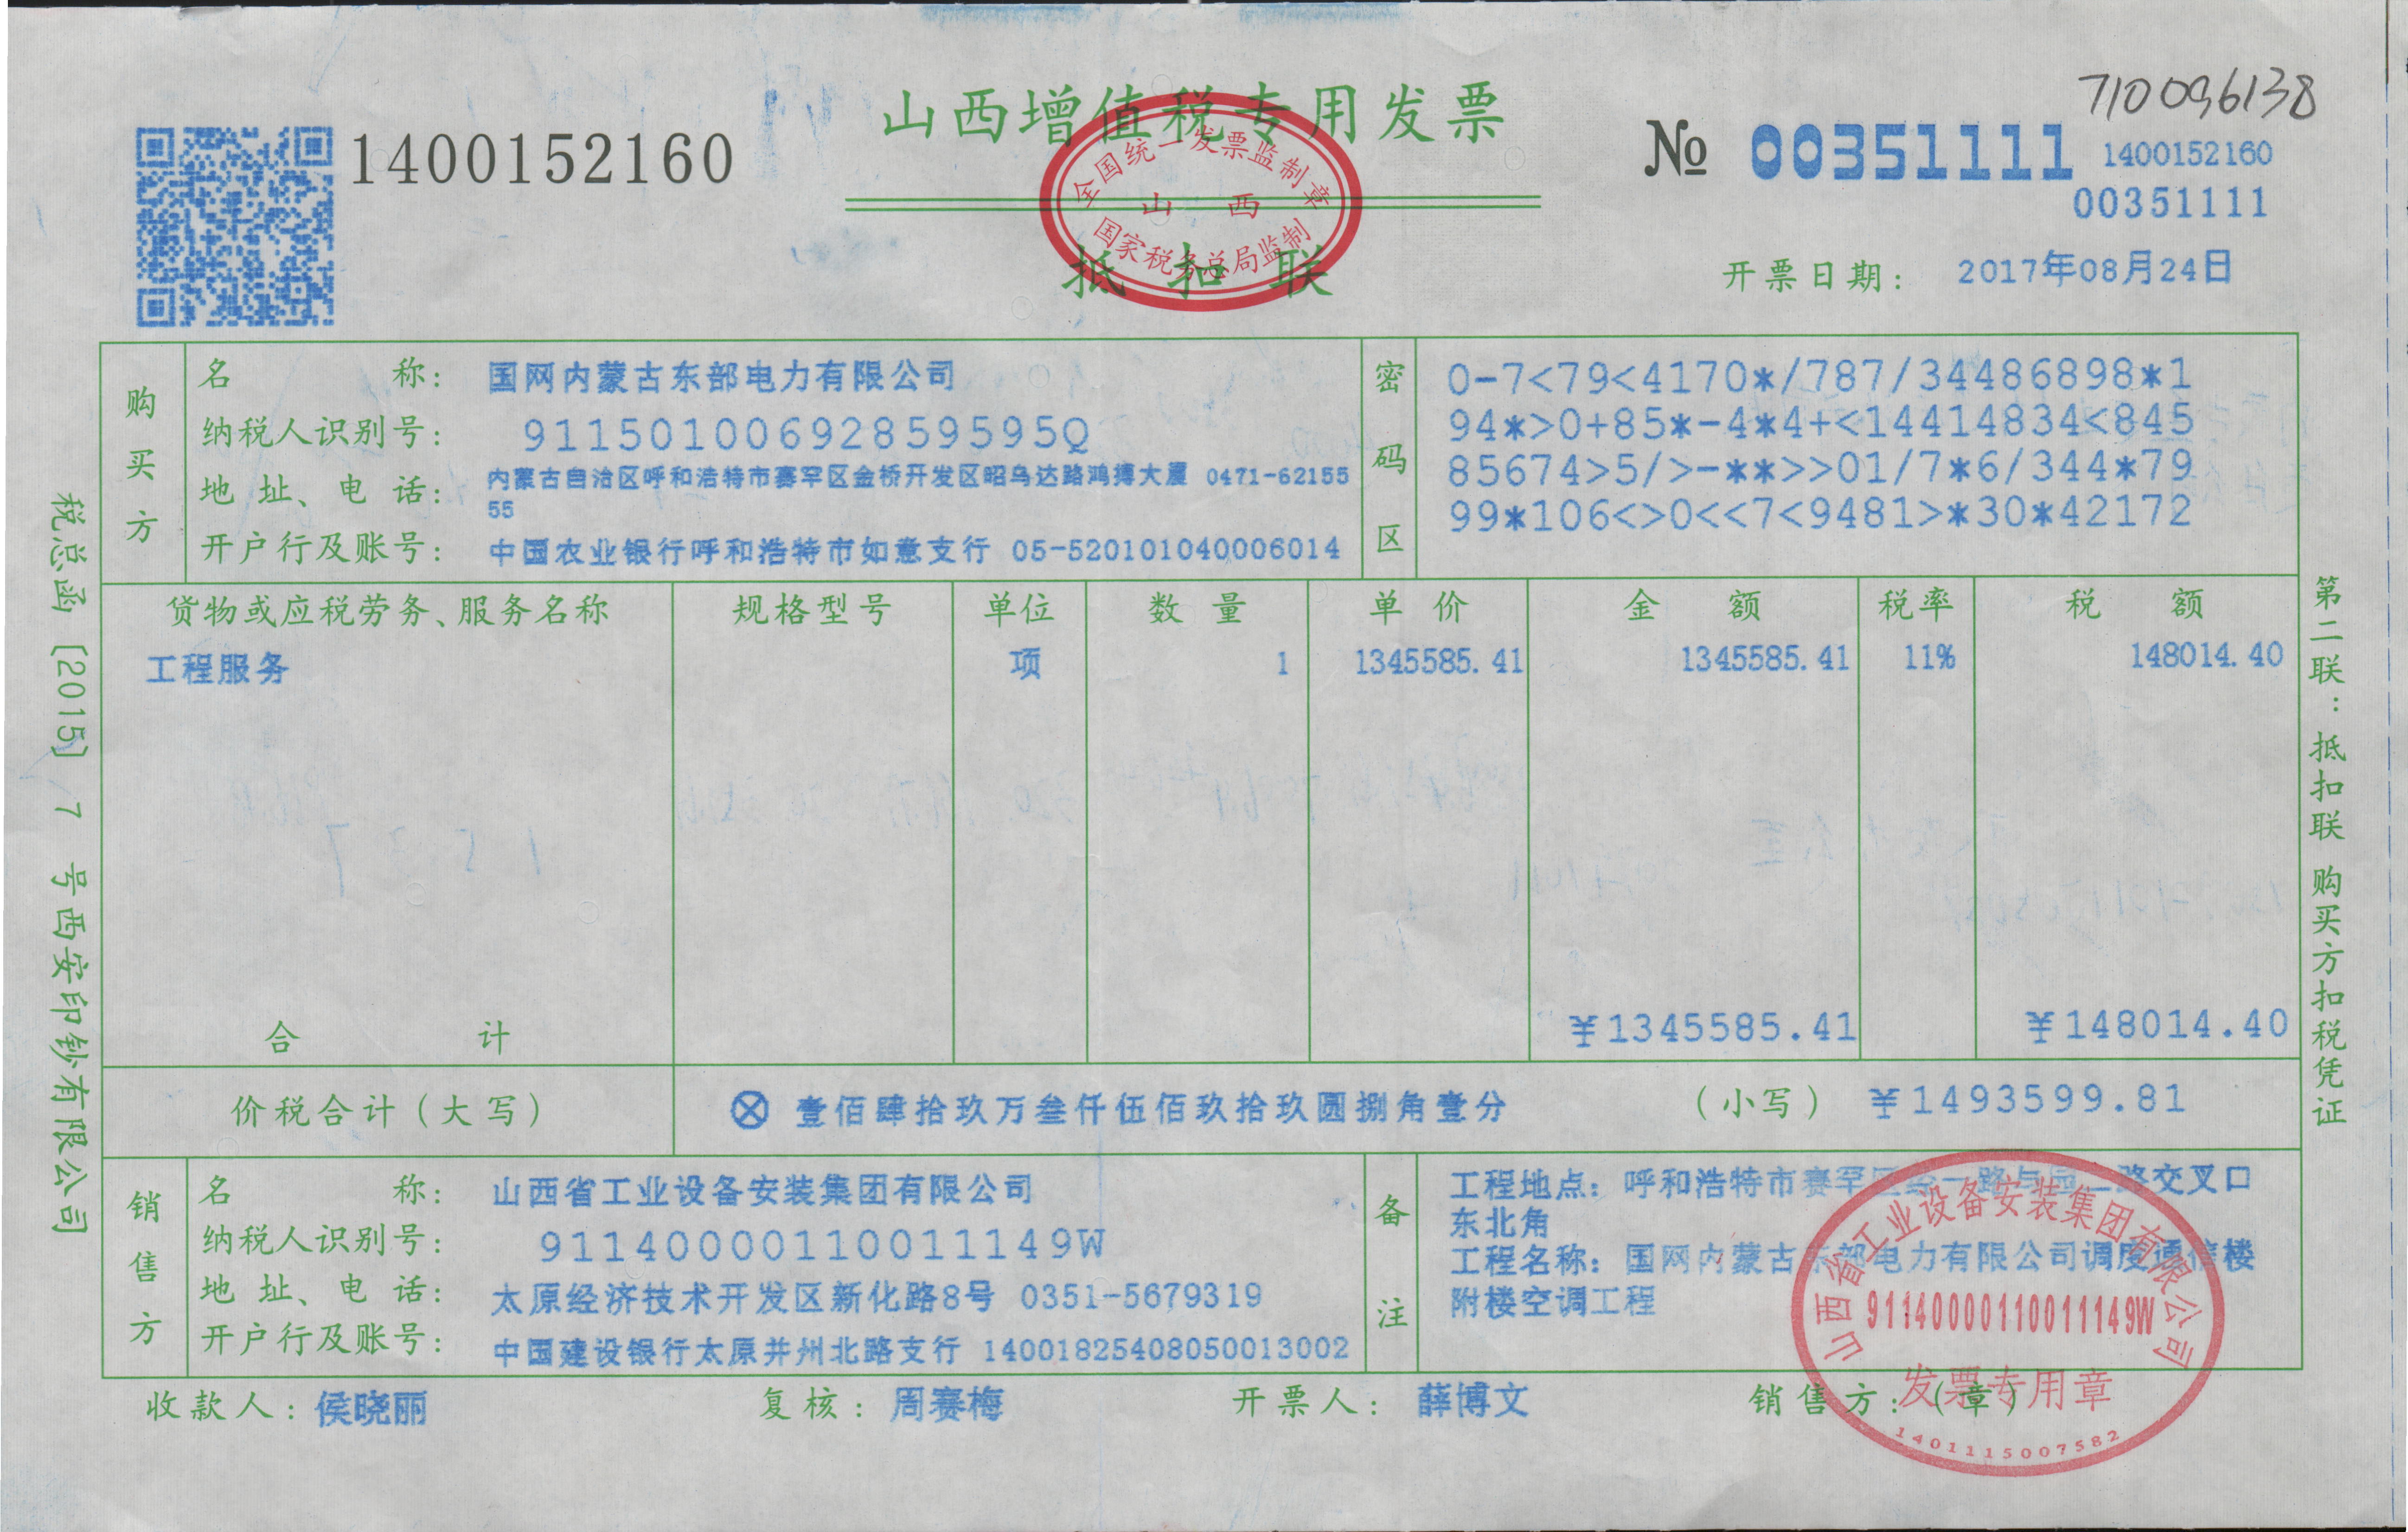 710096138
1400152160
山西增值税专用发票
№ 00351111
1400152160
00351111
全国统一发票监制章
山西
国家税务总局监制
抵扣联
开票日期： 2017年08月24日
购买方
名称： 国网内蒙古东部电力有限公司
纳税人识别号： 91150100692859595Q
地址、电话： 内蒙古自治区呼和浩特市赛罕区金桥开发区昭乌达路鸿博大厦 0471-62155
55
开户行及账号： 中国农业银行呼和浩特市如意支行 05-520101040006014
密码区
0-7<79<4170*/787/34486898*1
94*>0+85*-4*4+<14414834<845
85674>5/>-**>>01/7*6/344*79
99*106<>0<<7<9481>*30*42172
货物或应税劳务、服务名称 规格型号 单位 数量 单价 金额 税率 税额
工程服务 项 1 1345585.41 1345585.41 11% 148014.40
合计 ￥1345585.41 ￥148014.40
价税合计（大写） ⊗ 壹佰肆拾玖万叁仟伍佰玖拾玖圆捌角壹分 （小写） ￥1493599.81
销售方
名称： 山西省工业设备安装集团有限公司
纳税人识别号： 91140000110011149W
地址、电话： 太原经济技术开发区新化路8号 0351-5679319
开户行及账号： 中国建设银行太原并州北路支行 14001825408050013002
备注
工程地点：呼和浩特市赛罕区 路与 路交叉口
东北角
工程名称：国网内蒙古东部电力有限公司调度通信楼
附楼空调工程
山西省工业设备安装集团有限公司
91140000110011149W
发票专用章
1401115007582
收款人：侯晓丽 复核：周赛梅 开票人：薛博文 销售方：（章）
税总函 [2015] 7 号西安印钞有限公司
第二联：抵扣联 购买方扣税凭证